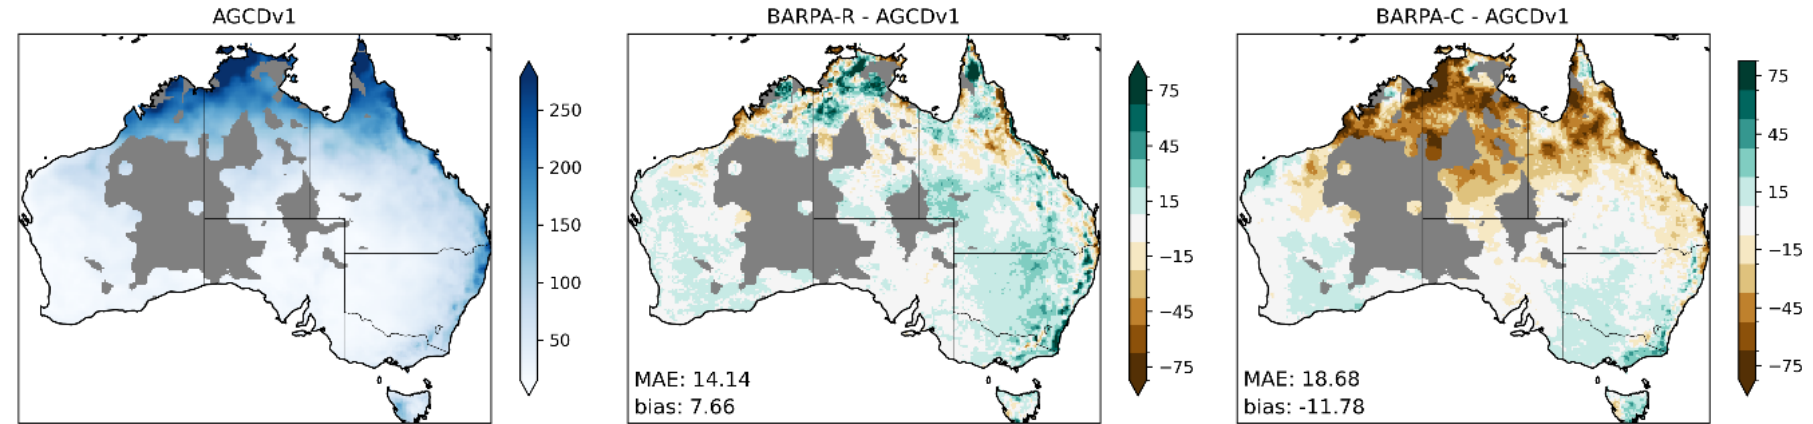 AGCDv1
BARPA-R - AGCDv1
BARPA-C - AGCDv1
250
200
150
100
50
75
45
15
−15
−45
−75
MAE: 14.14
bias: 7.66
75
45
15
−15
−45
−75
MAE: 18.68
bias: -11.78